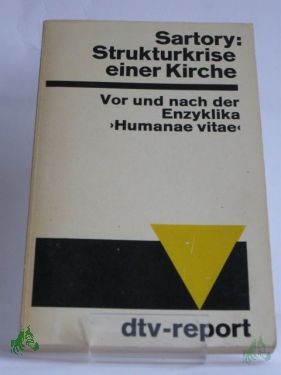 Sartory:
Strukturkrise
einer Kirche
Vor und nach der
Enzyklika
›Humanae vitae‹
dtv-report